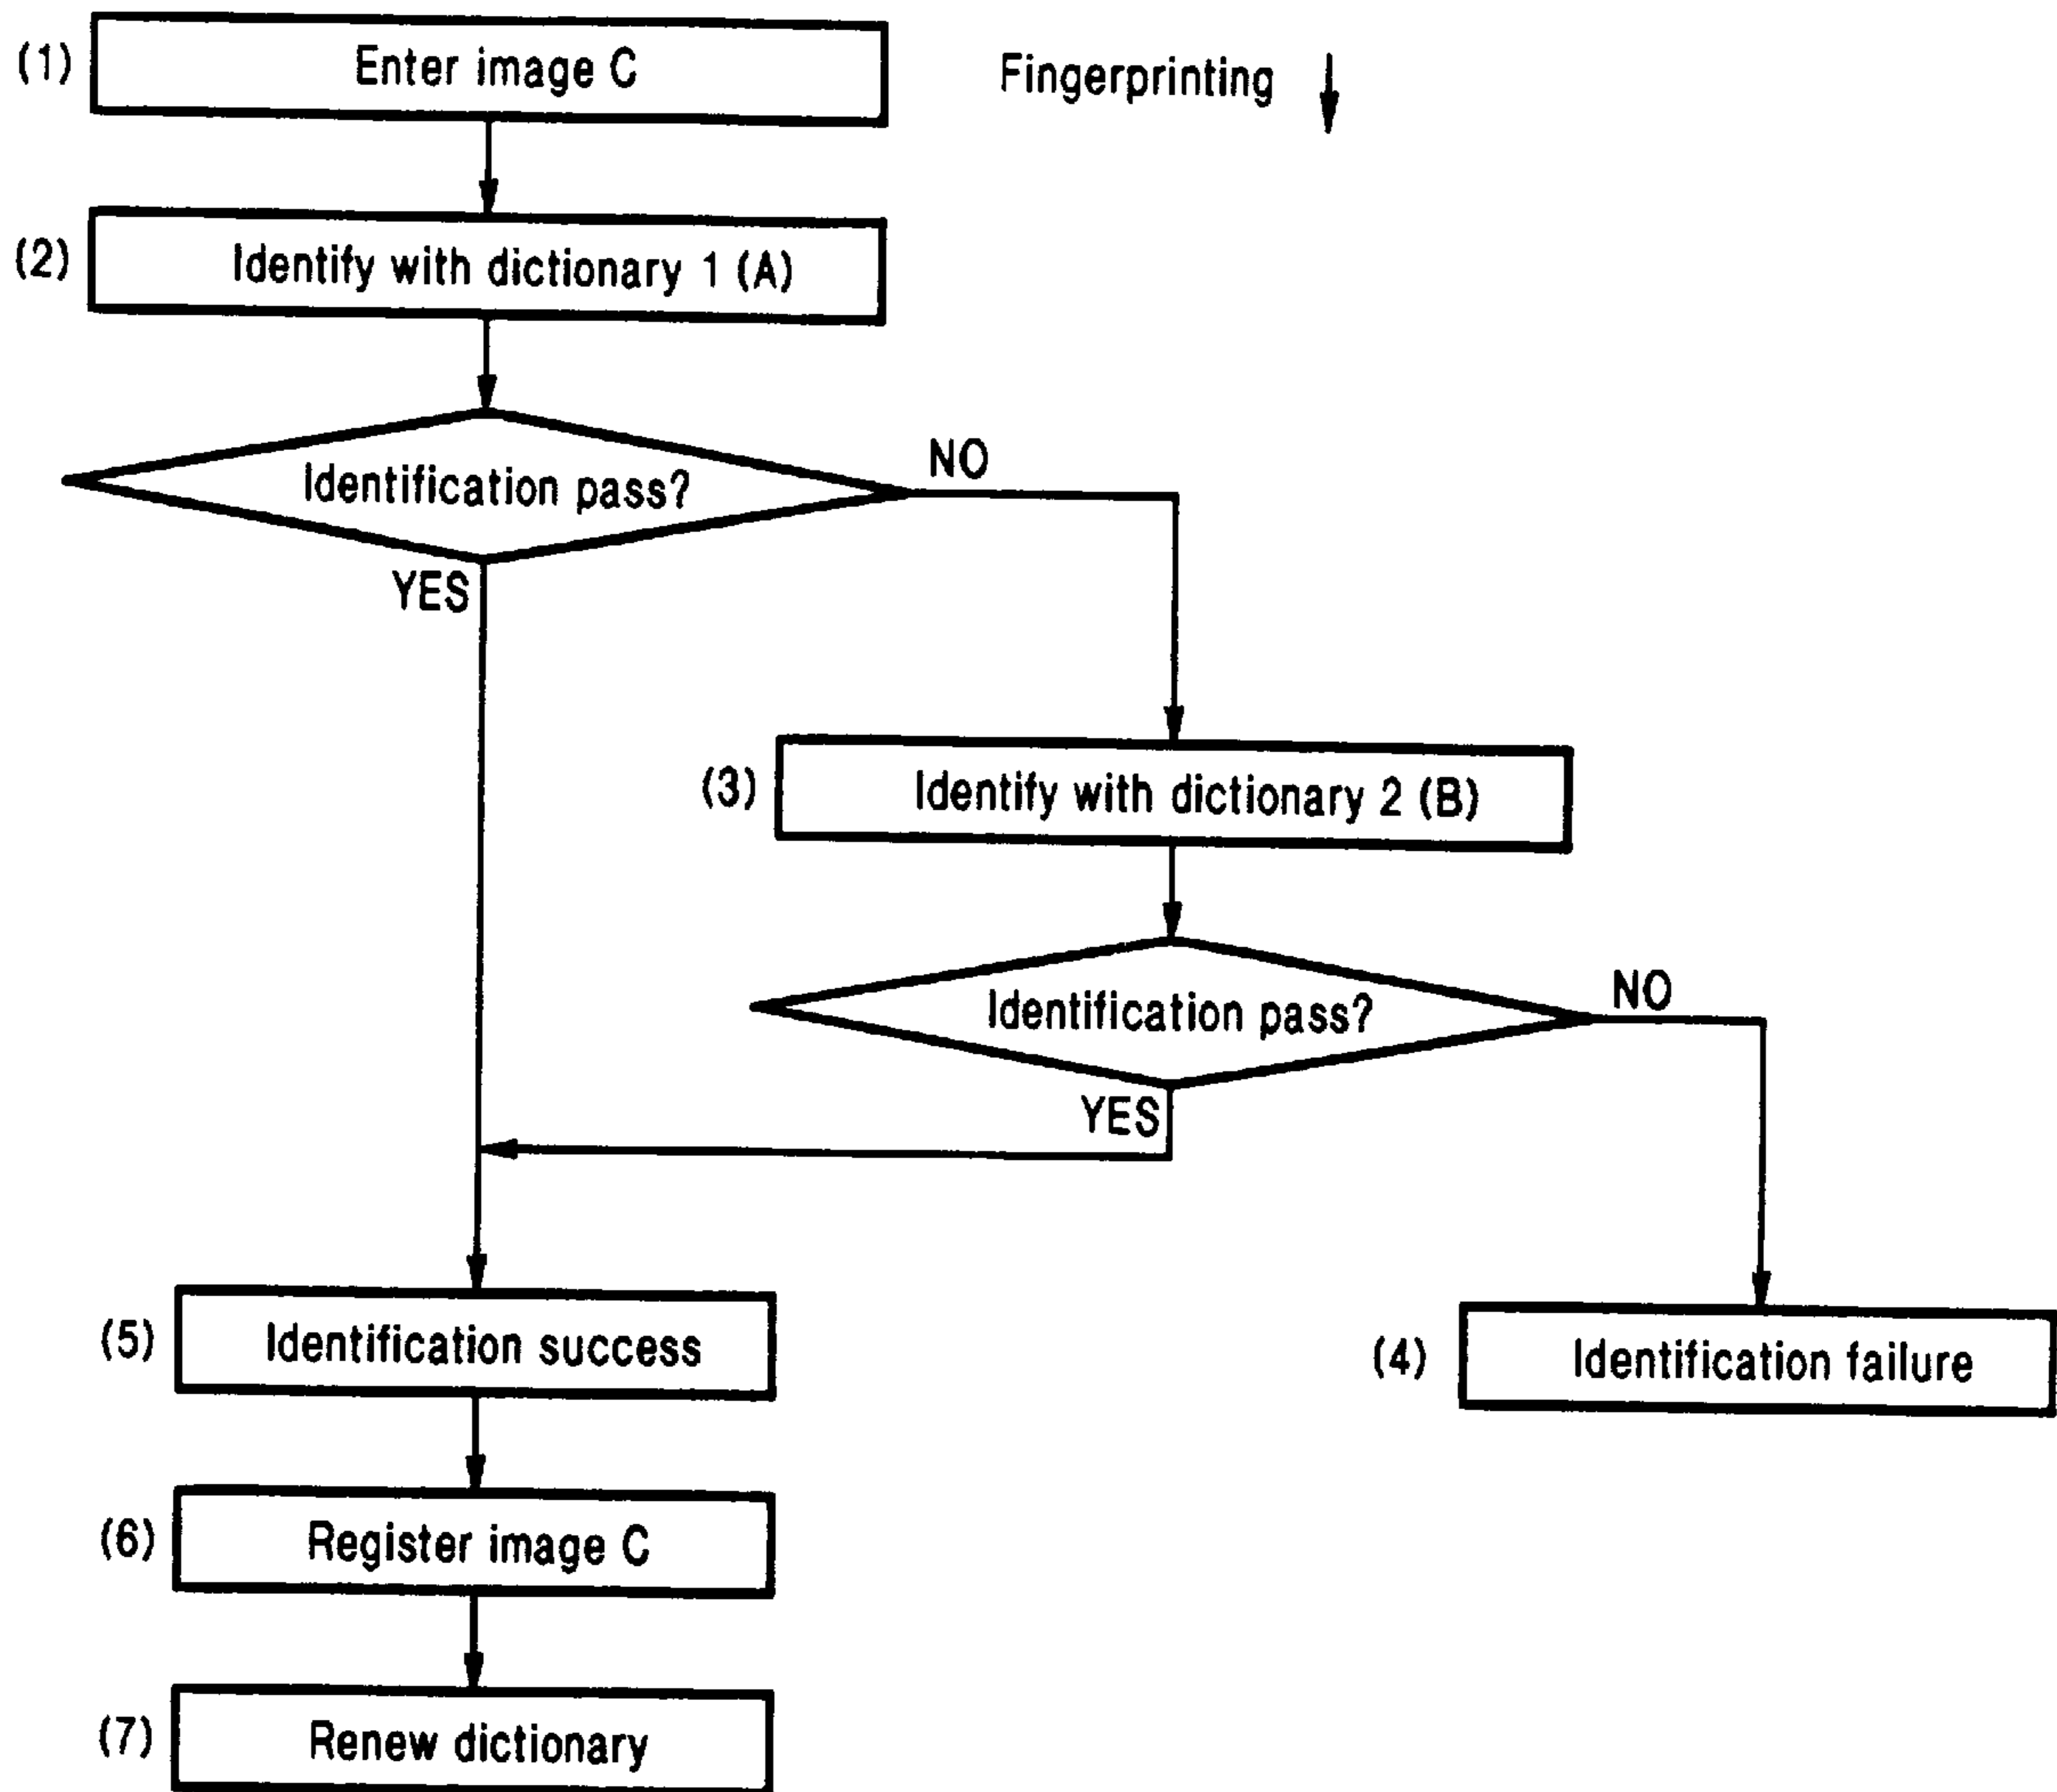 (1) Enter image C
Fingerprinting
(2) Identify with dictionary 1 (A)
Identification pass?
NO
YES
(3) Identify with dictionary 2 (B)
Identification pass?
NO
YES
(5) Identification success
(4) Identification failure
(6) Register image C
(7) Renew dictionary